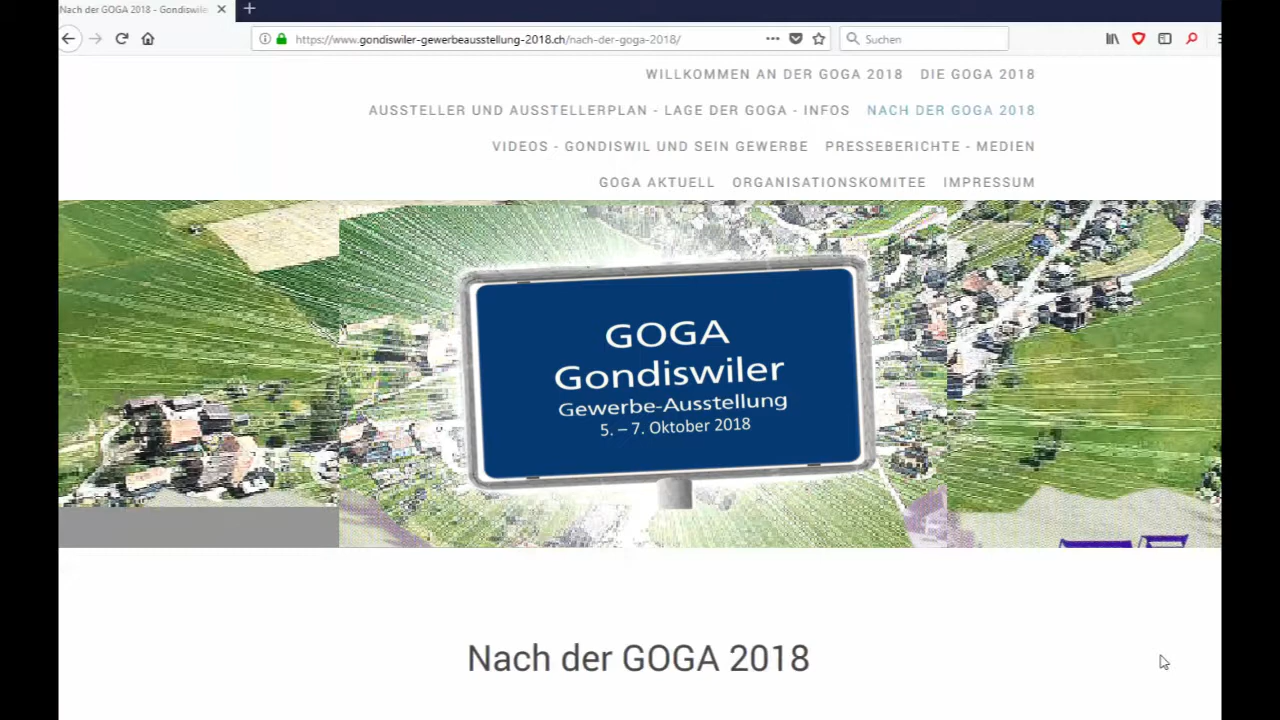 Nach der GOGA 2018 - Gondiswile
https://www.gondiswiler-gewerbeausstellung-2018.ch/nach-der-goga-2018/
Suchen
WILLKOMMEN AN DER GOGA 2018 DIE GOGA 2018
AUSSTELLER UND AUSSTELLERPLAN - LAGE DER GOGA - INFOS NACH DER GOGA 2018
VIDEOS - GONDISWIL UND SEIN GEWERBE PRESSEBERICHTE - MEDIEN
GOGA AKTUELL ORGANISATIONSKOMITEE IMPRESSUM
GOGA
Gondiswiler
Gewerbe-Ausstellung
5. – 7. Oktober 2018
Nach der GOGA 2018